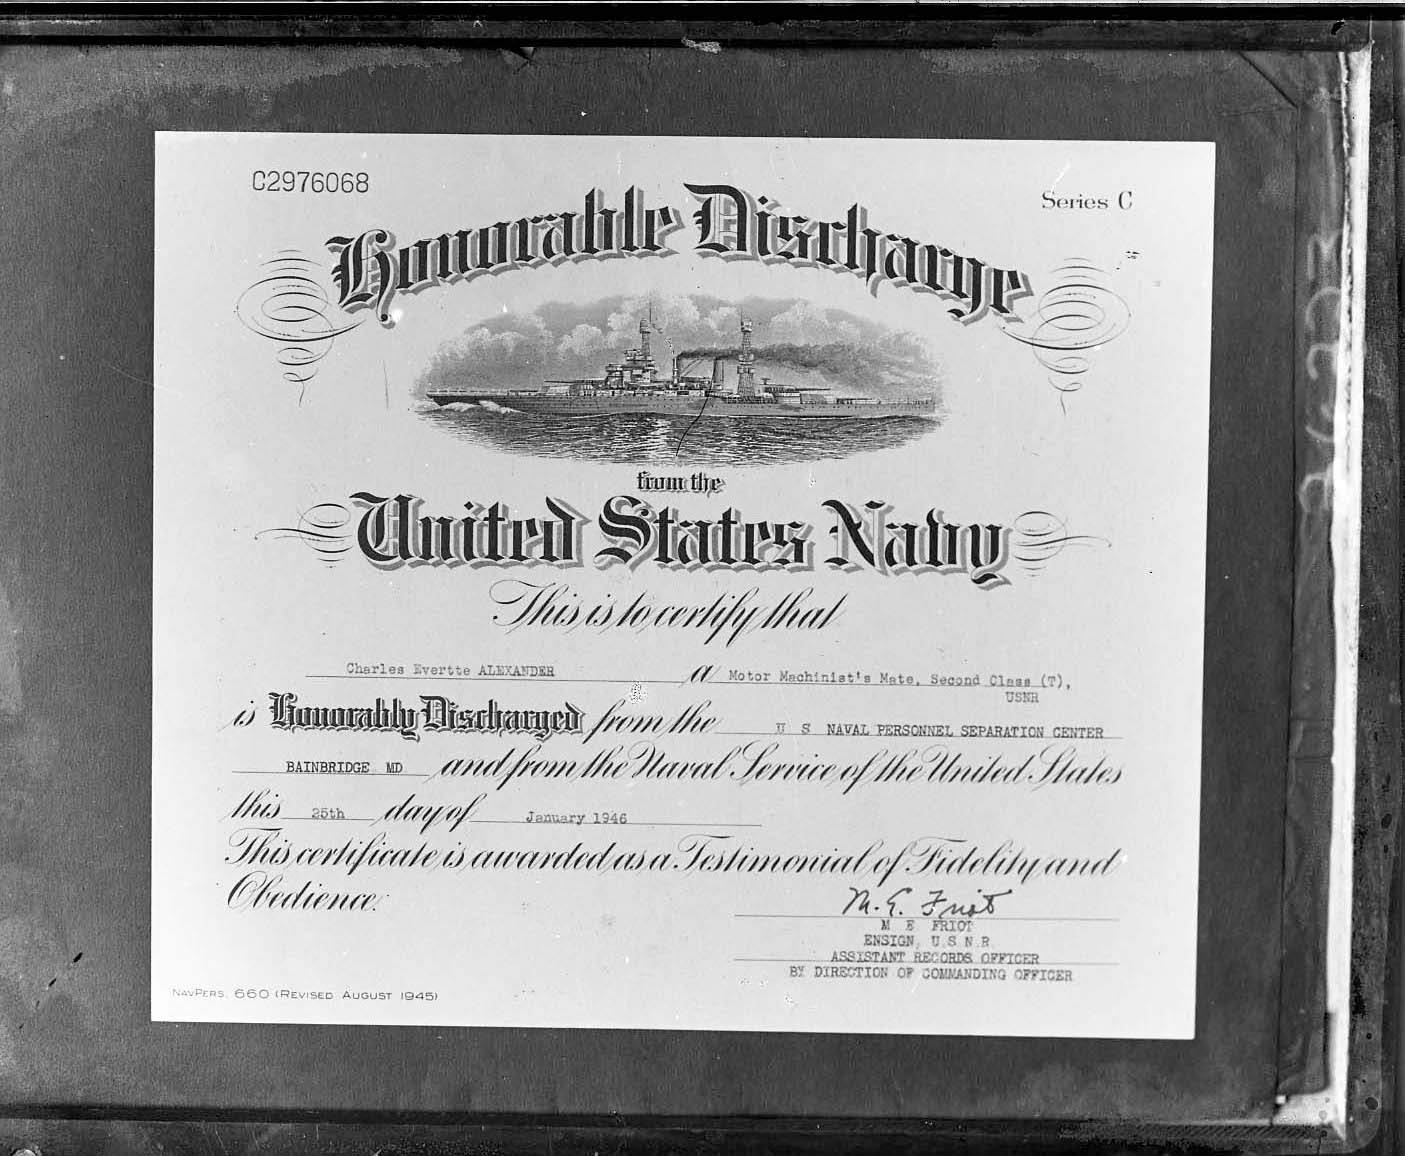 C2976068
Series C
Honorable Discharge
from the
United States Navy
This is to certify that
Charles Evertte ALEXANDER a Motor Machinist's Mate, Second Class (T),
USNR
is Honorably Discharged from the U S NAVAL PERSONNEL SEPARATION CENTER
BAINBRIDGE MD and from the Naval Service of the United States
this 25th day of January 1946
This certificate is awarded as a Testimonial of Fidelity and
Obedience.
M. E. Friot
M E FRIOT
ENSIGN, U.S.N.R.
ASSISTANT RECORDS OFFICER
BY DIRECTION OF COMMANDING OFFICER
NAVPERS. 660 (REVISED AUGUST 1945)